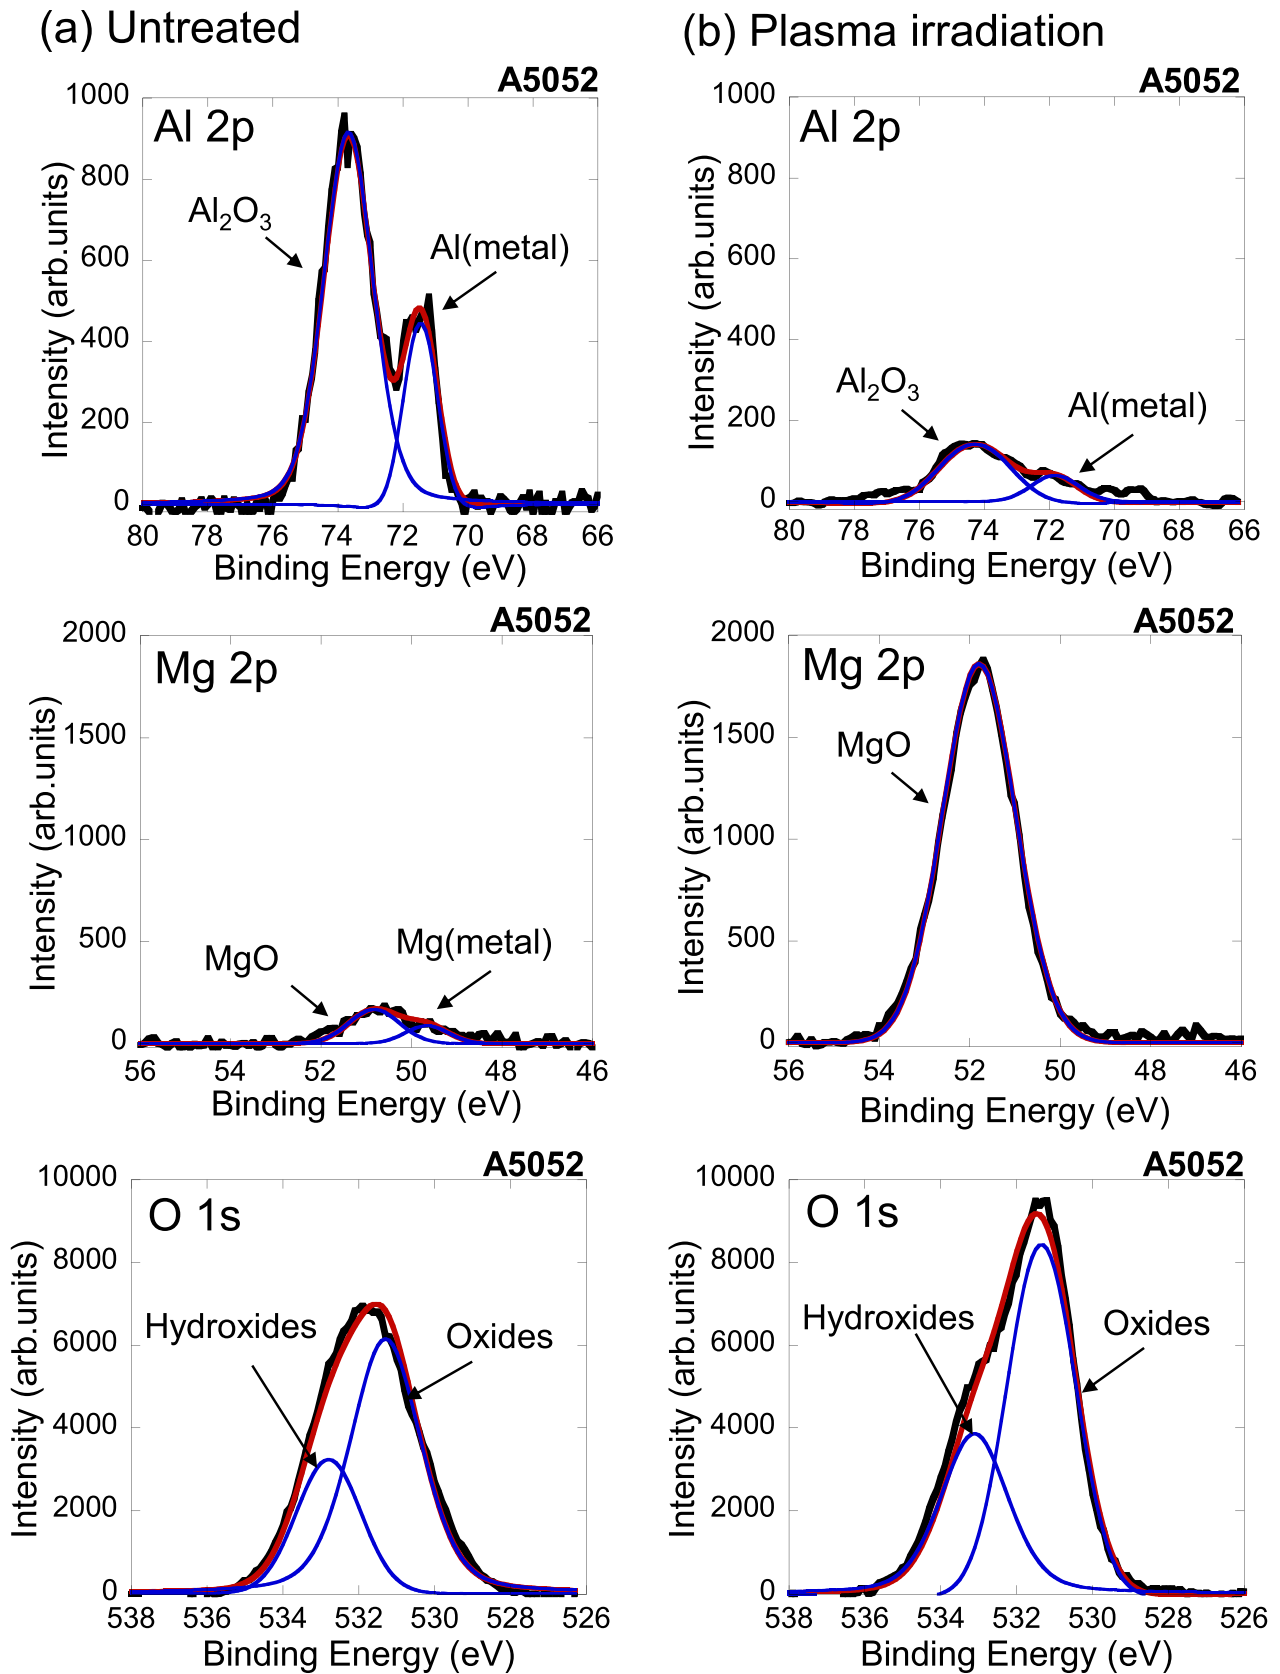 (a) Untreated
(b) Plasma irradiation
A5052
Al 2p
Intensity (arb.units)
1000
800
600
400
200
0
Al2O3
Al(metal)
80 78 76 74 72 70 68 66
Binding Energy (eV)
A5052
Al 2p
Intensity (arb.units)
1000
800
600
400
200
0
Al2O3
Al(metal)
80 78 76 74 72 70 68 66
Binding Energy (eV)
A5052
Mg 2p
Intensity (arb.units)
2000
1500
1000
500
0
MgO
Mg(metal)
56 54 52 50 48 46
Binding Energy (eV)
A5052
Mg 2p
Intensity (arb.units)
2000
1500
1000
500
0
MgO
56 54 52 50 48 46
Binding Energy (eV)
A5052
O 1s
Intensity (arb.units)
10000
8000
6000
4000
2000
0
Hydroxides
Oxides
538 536 534 532 530 528 526
Binding Energy (eV)
A5052
O 1s
Intensity (arb.units)
10000
8000
6000
4000
2000
0
Hydroxides
Oxides
538 536 534 532 530 528 526
Binding Energy (eV)